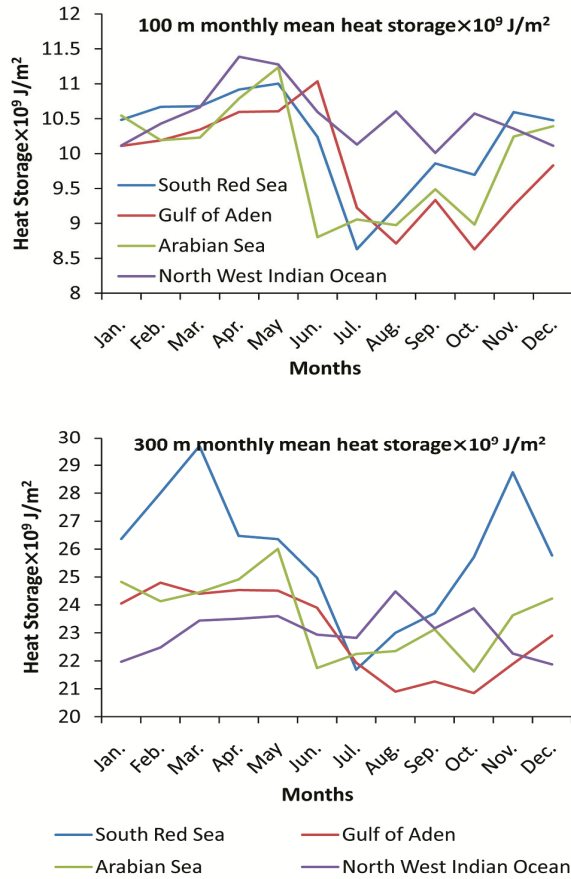 100 m monthly mean heat storage×10⁹ J/m²
Heat Storage×10⁹ J/m²
12
11.5
11
10.5
10
9.5
9
8.5
8
South Red Sea
Gulf of Aden
Arabian Sea
North West Indian Ocean
Jan. Feb. Mar. Apr. May Jun. Jul. Aug. Sep. Oct. Nov. Dec.
Months
300 m monthly mean heat storage×10⁹ J/m²
Heat Storage×10⁹ J/m²
30
29
28
27
26
25
24
23
22
21
20
Jan. Feb. Mar. Apr. May Jun. Jul. Aug. Sep. Oct. Nov. Dec.
Months
South Red Sea Gulf of Aden
Arabian Sea North West Indian Ocean